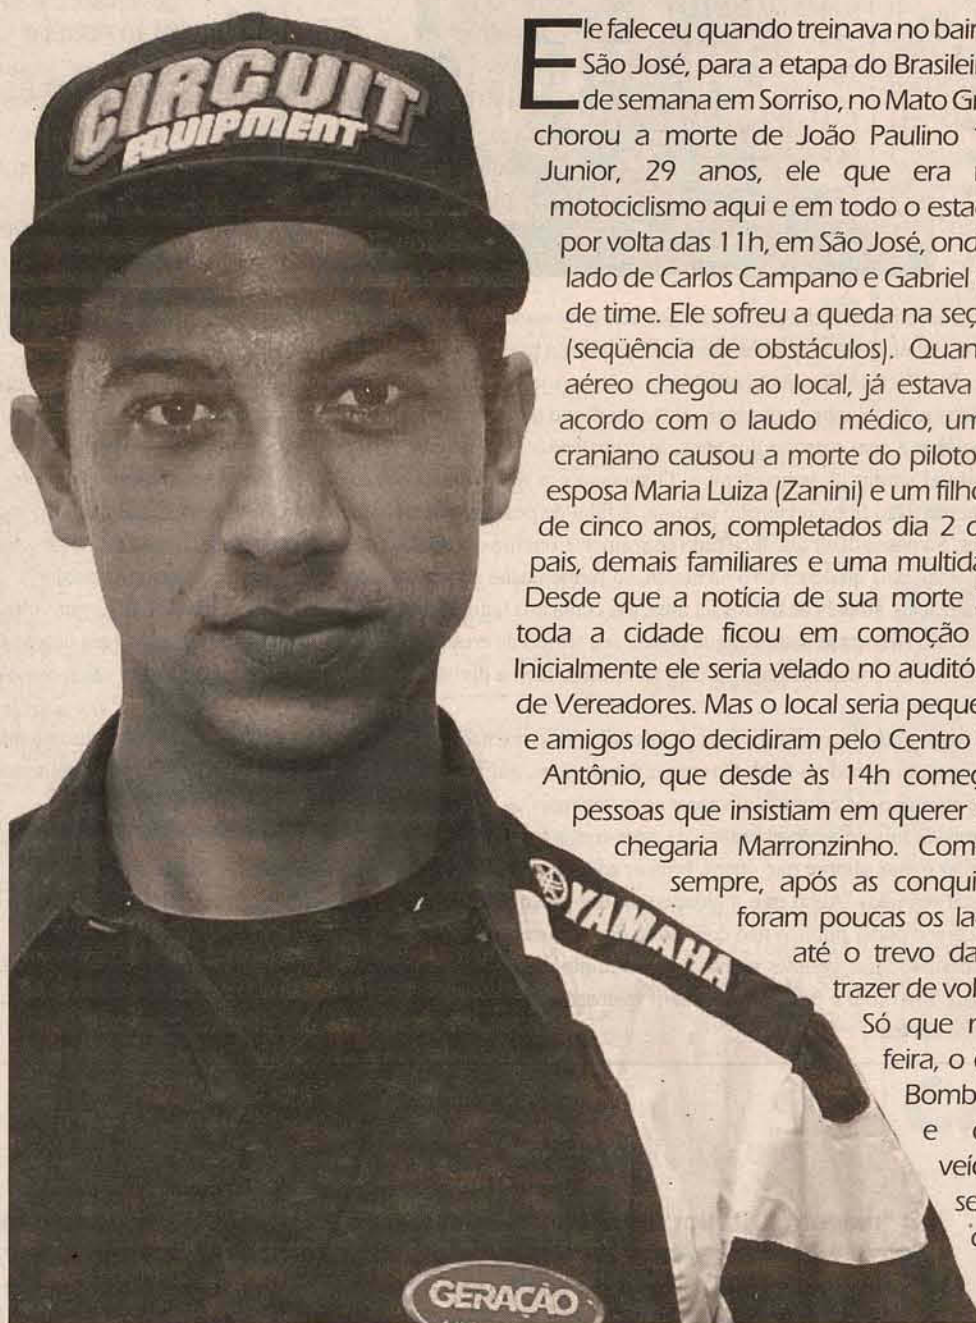 CIRCUIT
EQUIPMENT
YAMAHA
GERAÇÃO
Ele faleceu quando treinava no bair
São José, para a etapa do Brasilei
de semana em Sorriso, no Mato Gr
chorou a morte de João Paulino
Junior, 29 anos, ele que era
motociclismo aqui e em todo o esta
por volta das 11h, em São José, ond
lado de Carlos Campano e Gabriel
de time. Ele sofreu a queda na seç
(seqüência de obstáculos). Quan
aéreo chegou ao local, já estava
acordo com o laudo médico, um
craniano causou a morte do piloto
esposa Maria Luiza (Zanini) e um filho
de cinco anos, completados dia 2
pais, demais familiares e uma multida
Desde que a notícia de sua morte
toda a cidade ficou em comoção
Inicialmente ele seria velado no auditó
de Vereadores. Mas o local seria peque
e amigos logo decidiram pelo Centro
Antônio, que desde às 14h começ
pessoas que insistiam em querer
chegaria Marronzinho. Com
sempre, após as conqui
foram poucas os la
até o trevo da
trazer de vol
Só que
feira, o
Bomb
e
veíc
se